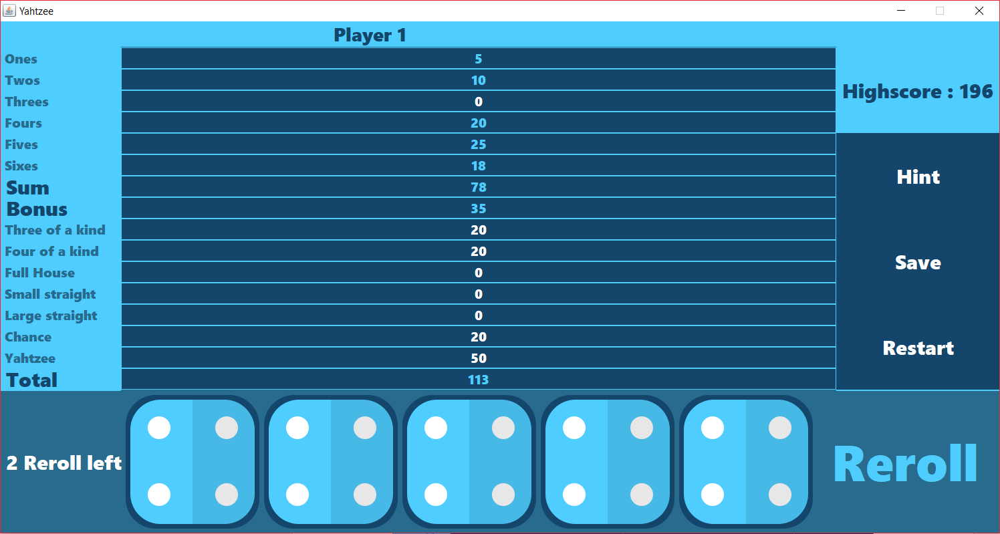 Yahtzee
Player 1
Ones 5
Twos 10
Threes 0
Highscore : 196
Fours 20
Fives 25
Sixes 18
Hint
Sum 78
Bonus 35
Three of a kind 20
Four of a kind 20
Save
Full House 0
Small straight 0
Large straight 0
Chance 20
Restart
Yahtzee 50
Total 113
2 Reroll left
Reroll